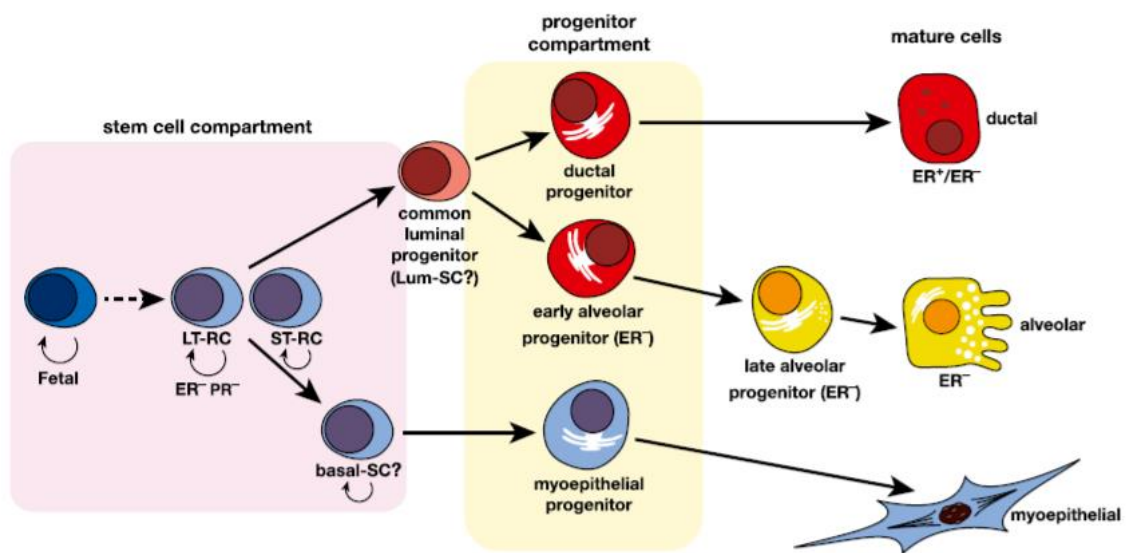 progenitor
compartment
mature cells
stem cell compartment
ductal
ductal
progenitor
ER⁺/ER⁻
common
luminal
progenitor
(Lum-SC?)
LT-RC
ST-RC
Fetal
ER⁻ PR⁻
early alveolar
progenitor (ER⁻)
alveolar
late alveolar
progenitor (ER⁻)
ER⁻
basal-SC?
myoepithelial
progenitor
myoepithelial